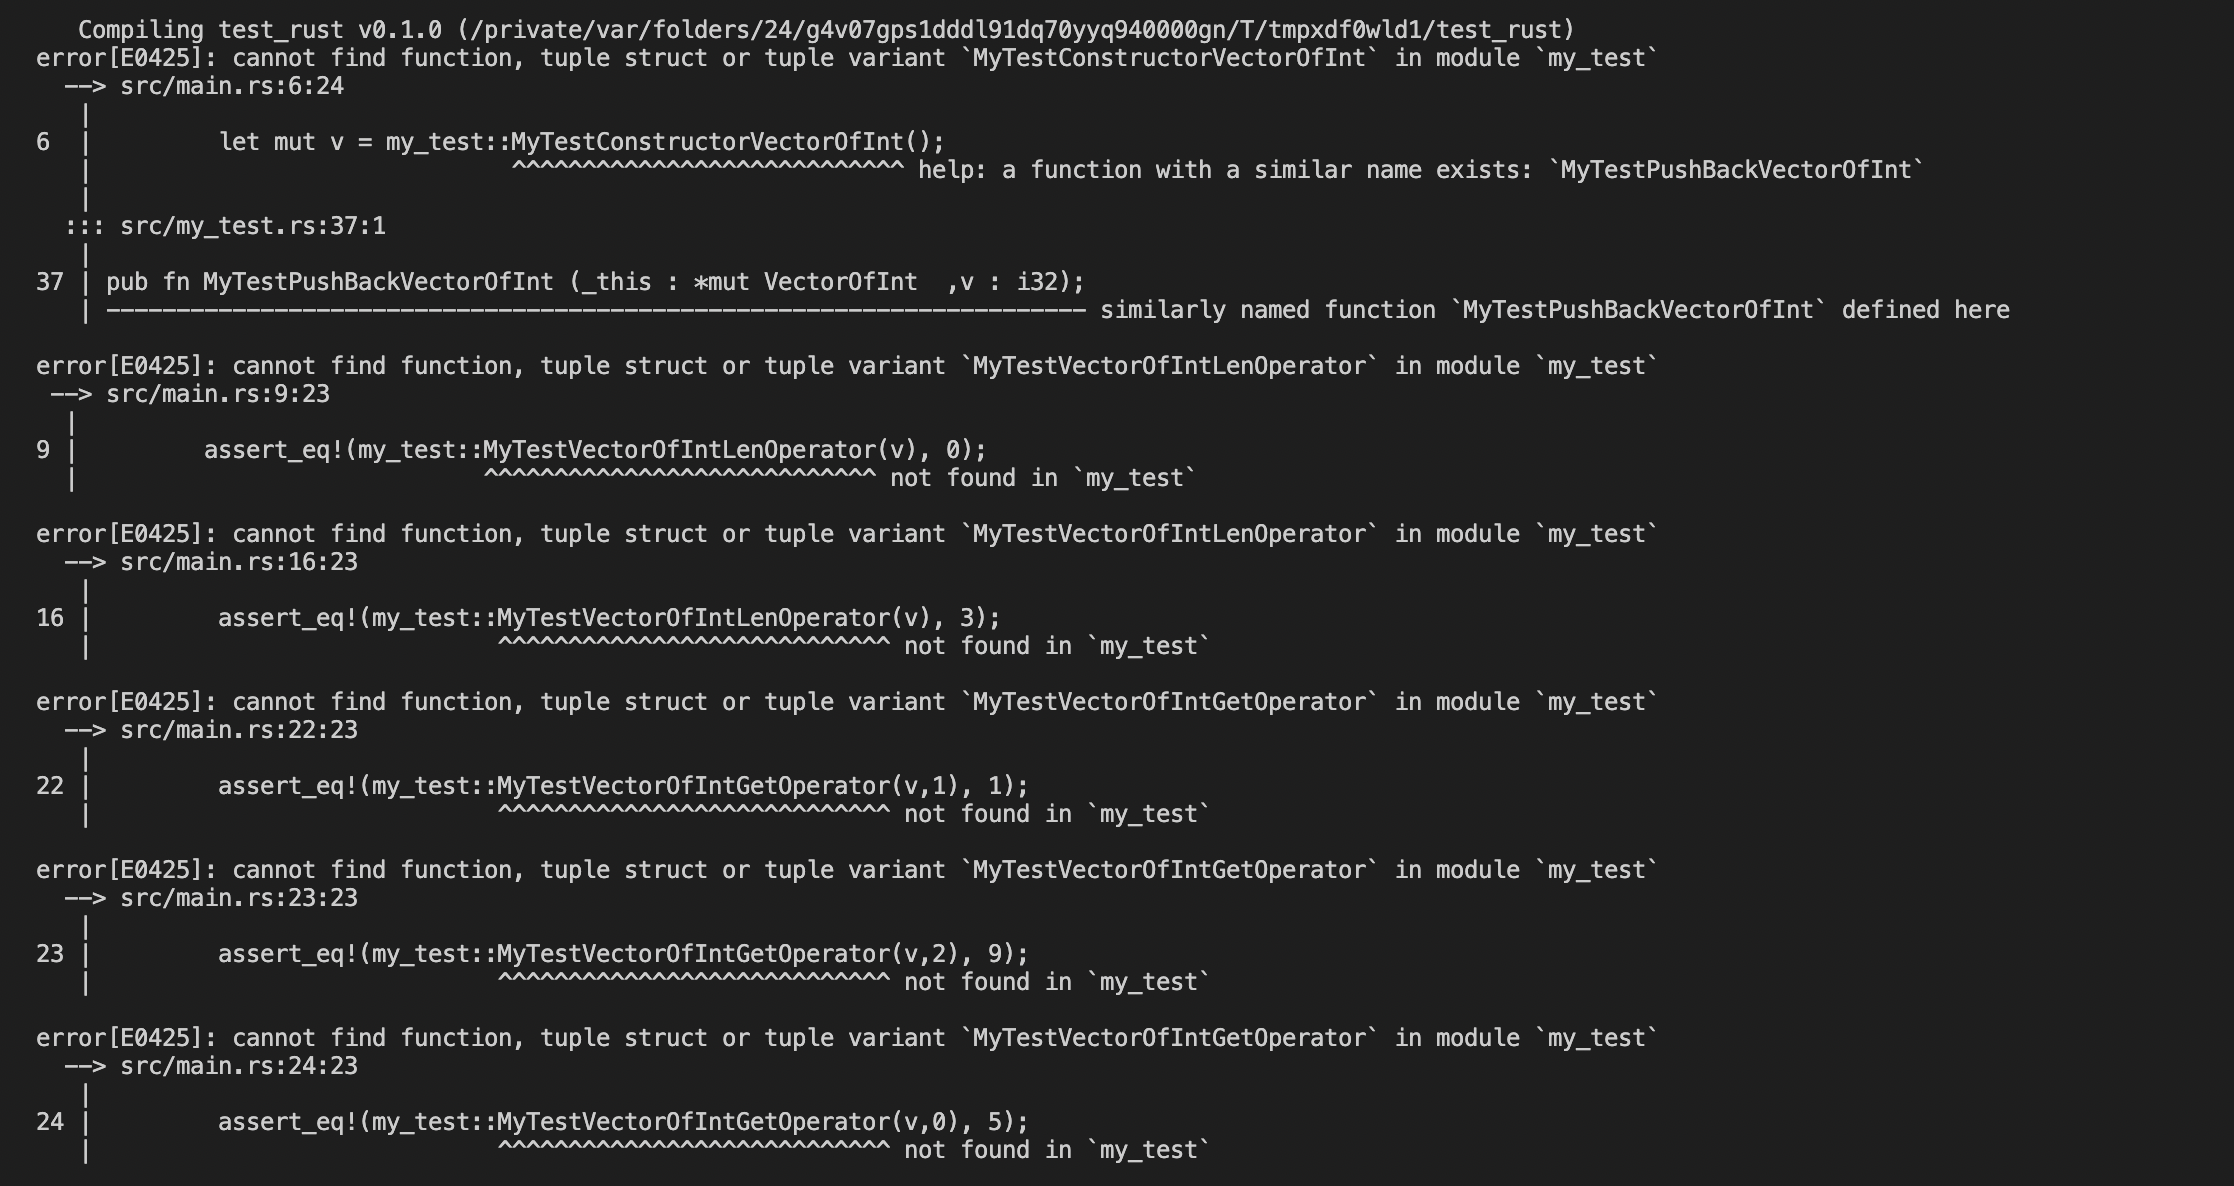 Compiling test_rust v0.1.0 (/private/var/folders/24/g4v07gps1dddl91dq70yyq940000gn/T/tmpxdf0wld1/test_rust)
error[E0425]: cannot find function, tuple struct or tuple variant `MyTestConstructorVectorOfInt` in module `my_test`
  --> src/main.rs:6:24
   |
6  |         let mut v = my_test::MyTestConstructorVectorOfInt();
   |                              ^^^^^^^^^^^^^^^^^^^^^^^^^^^^ help: a function with a similar name exists: `MyTestPushBackVectorOfInt`
   |
  ::: src/my_test.rs:37:1
   |
37 | pub fn MyTestPushBackVectorOfInt (_this : *mut VectorOfInt  ,v : i32);
   | ---------------------------------------------------------------------- similarly named function `MyTestPushBackVectorOfInt` defined here
error[E0425]: cannot find function, tuple struct or tuple variant `MyTestVectorOfIntLenOperator` in module `my_test`
 --> src/main.rs:9:23
  |
9 |         assert_eq!(my_test::MyTestVectorOfIntLenOperator(v), 0);
  |                             ^^^^^^^^^^^^^^^^^^^^^^^^^^^^ not found in `my_test`
error[E0425]: cannot find function, tuple struct or tuple variant `MyTestVectorOfIntLenOperator` in module `my_test`
  --> src/main.rs:16:23
   |
16 |         assert_eq!(my_test::MyTestVectorOfIntLenOperator(v), 3);
   |                             ^^^^^^^^^^^^^^^^^^^^^^^^^^^^ not found in `my_test`
error[E0425]: cannot find function, tuple struct or tuple variant `MyTestVectorOfIntGetOperator` in module `my_test`
  --> src/main.rs:22:23
   |
22 |         assert_eq!(my_test::MyTestVectorOfIntGetOperator(v,1), 1);
   |                             ^^^^^^^^^^^^^^^^^^^^^^^^^^^^ not found in `my_test`
error[E0425]: cannot find function, tuple struct or tuple variant `MyTestVectorOfIntGetOperator` in module `my_test`
  --> src/main.rs:23:23
   |
23 |         assert_eq!(my_test::MyTestVectorOfIntGetOperator(v,2), 9);
   |                             ^^^^^^^^^^^^^^^^^^^^^^^^^^^^ not found in `my_test`
error[E0425]: cannot find function, tuple struct or tuple variant `MyTestVectorOfIntGetOperator` in module `my_test`
  --> src/main.rs:24:23
   |
24 |         assert_eq!(my_test::MyTestVectorOfIntGetOperator(v,0), 5);
   |                             ^^^^^^^^^^^^^^^^^^^^^^^^^^^^ not found in `my_test`